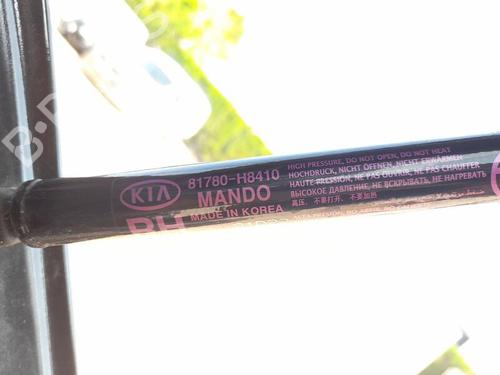 KIA
81780-H8410
MANDO
MADE IN KOREA
RH
HIGH PRESSURE, DO NOT OPEN, DO NOT HEAT
HOCHDRUCK, NICHT ÖFFNEN, NICHT ERWÄRMEN
HAUTE PRESSION, NE PAS OUVRIR, NE PAS CHAUFFER
ВЫСОКОЕ ДАВЛЕНИЕ, НЕ ВСКРЫВАТЬ, НЕ НАГРЕВАТЬ
高压, 不要打开, 不要加热